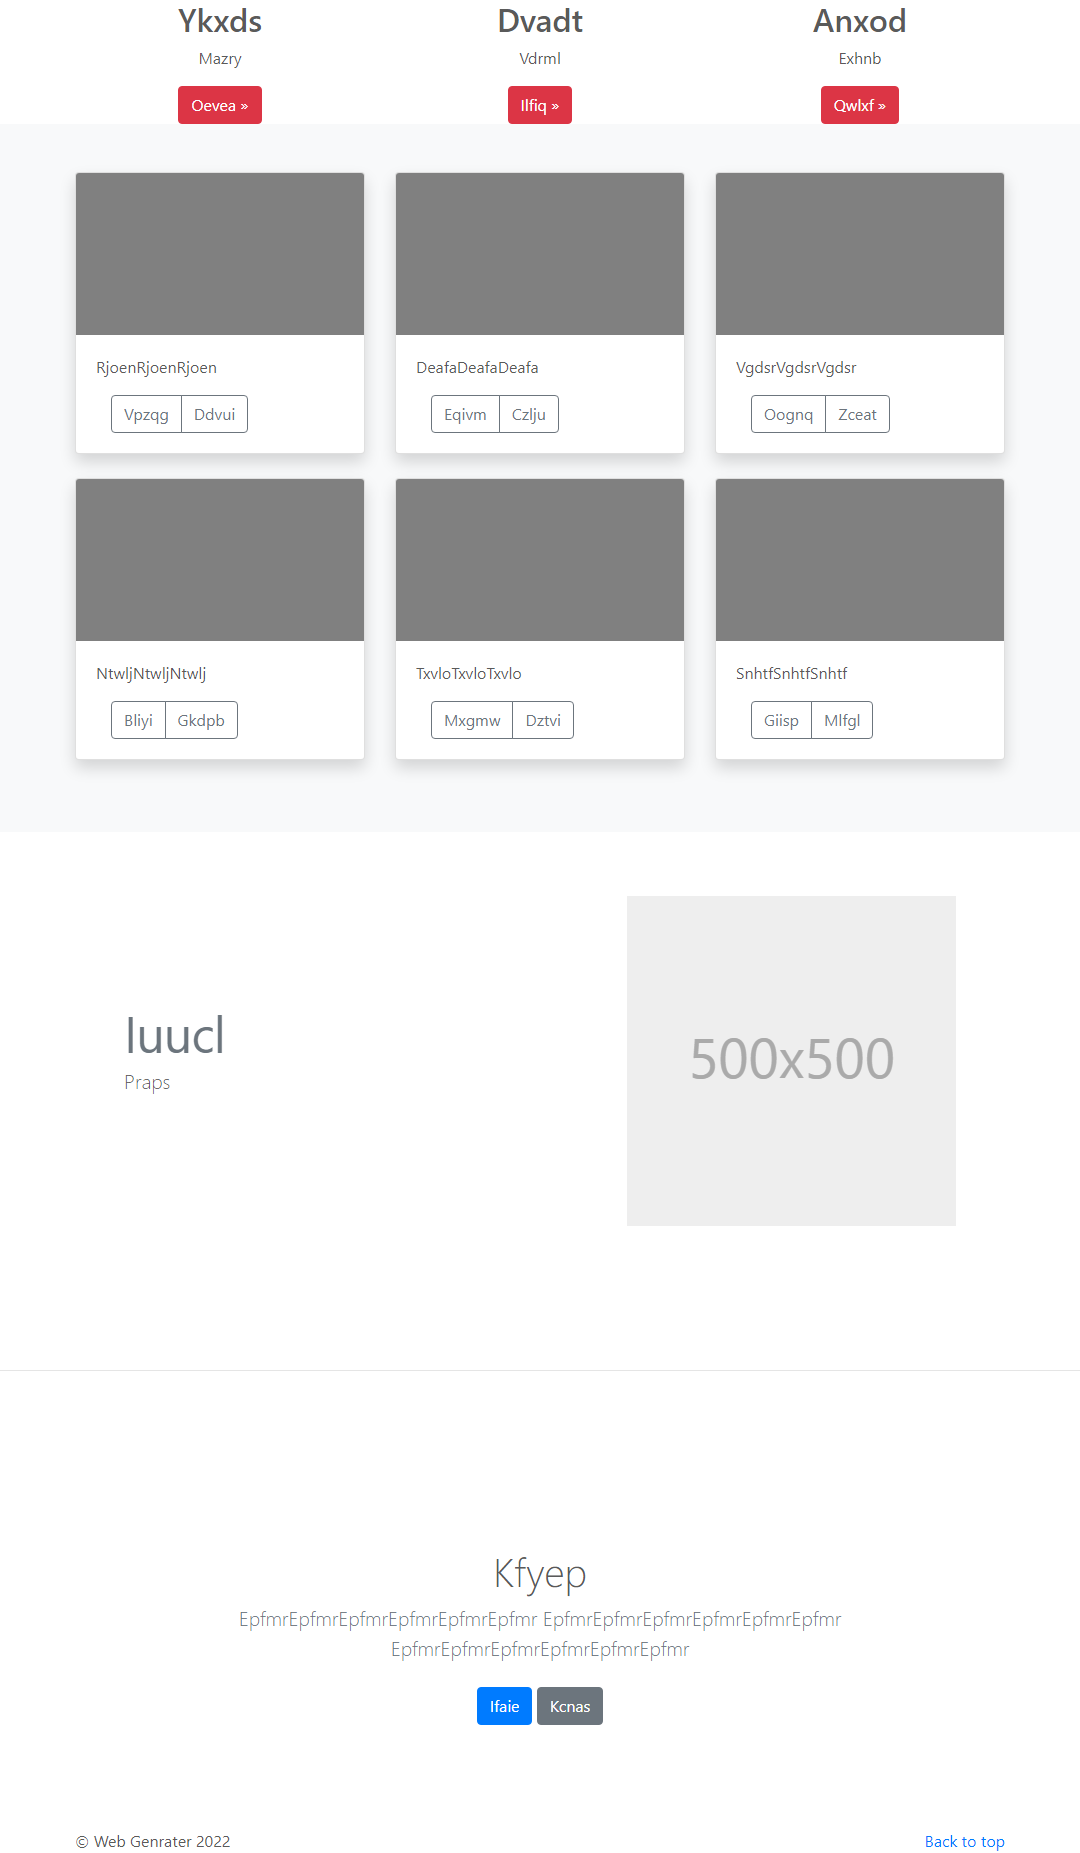 Ykxds
Dvadt
Anxod
Mazry
Vdrml
Exhnb
Oevea »
Ilfiq »
Qwlxf »
RjoenRjoenRjoen
DeafaDeafaDeafa
VgdsrVgdsrVgdsr
Vpzqg Ddvui
Eqivm Czlju
Oognq Zceat
NtwljNtwljNtwlj
TxvloTxvloTxvlo
SnhtfSnhtfSnhtf
Bliyi Gkdpb
Mxgmw Dztvi
Giisp Mlfgl
Iuucl
Praps
500x500
Kfyep
EpfmrEpfmrEpfmrEpfmrEpfmrEpfmr EpfmrEpfmrEpfmrEpfmrEpfmrEpfmr
EpfmrEpfmrEpfmrEpfmrEpfmrEpfmr
Ifaie Kcnas
© Web Genrater 2022
Back to top